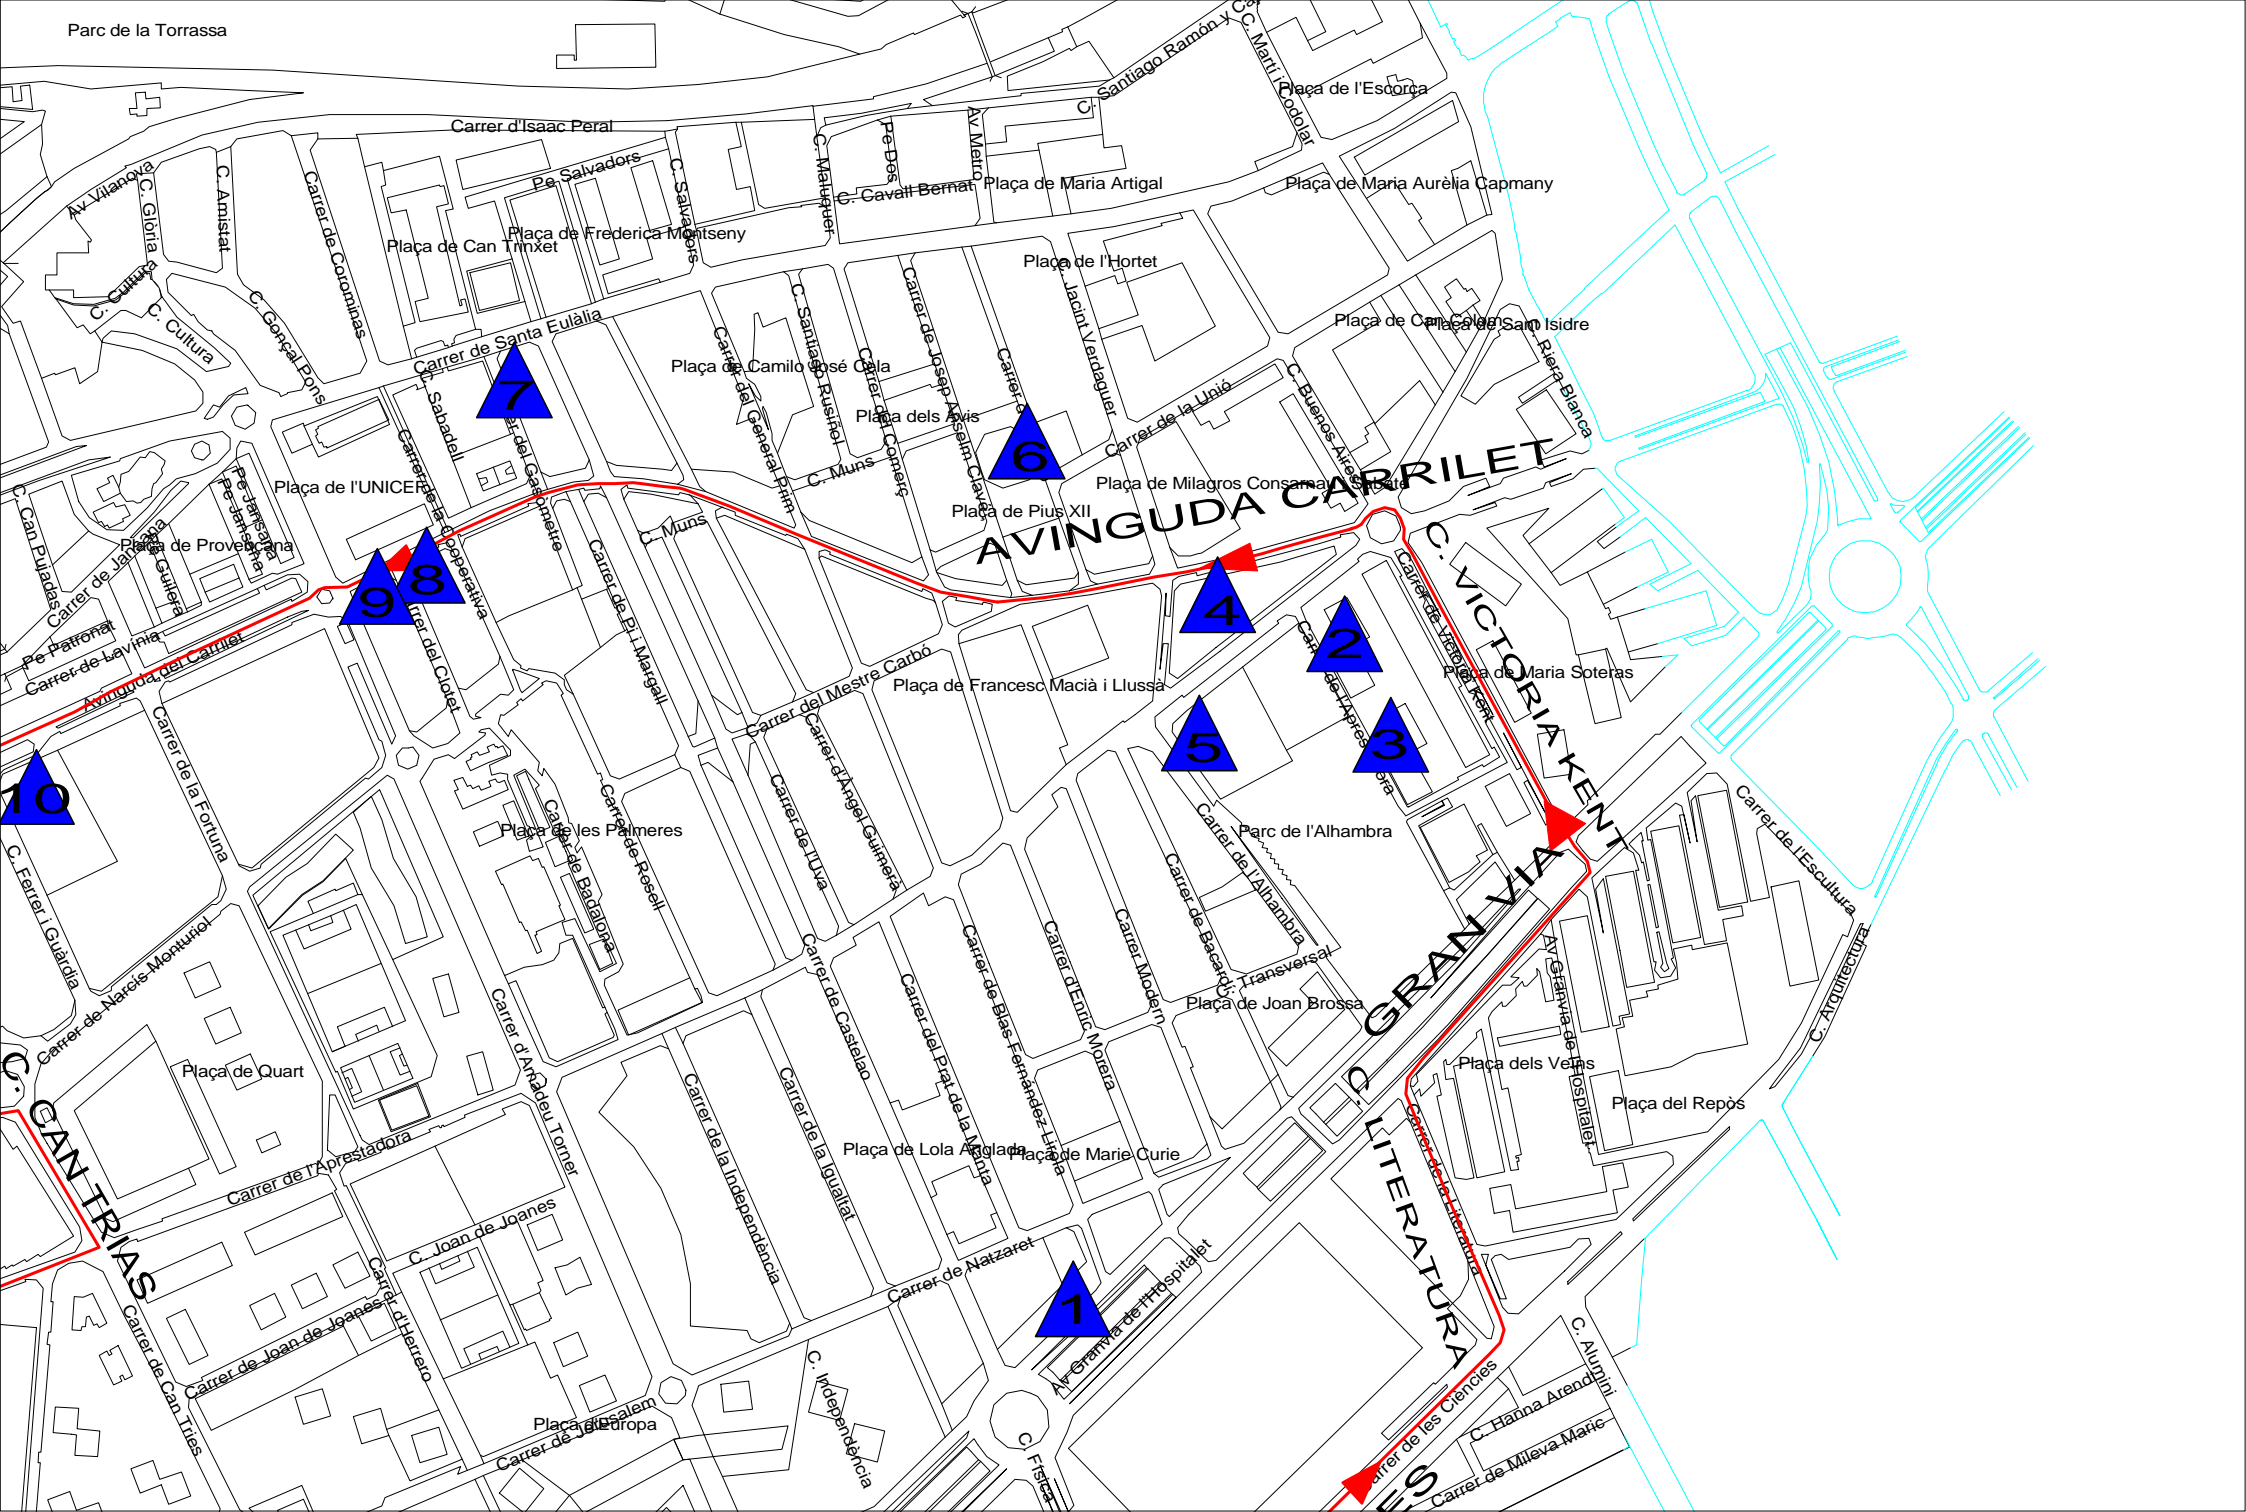 Parc de la Torrassa
C. Santiago Ramón y Ca
C. Martí i Codolar
Plaça de l'Escorça
Carrer d'Isaac Peral
Av Vilanova
C. Glòria
C. Amistat
Carrer de Corominas
Pe Salvadors
C. Salvadors
C. Maluquer
Pe Dos
Av Metro
C. Cavall Bernat
Plaça de Maria Artigal
Plaça de Maria Aurèlia Capmany
Plaça de Can Trinxet
Plaça de Frederica Montseny
Plaça de l'Hortet
C. Cultura
C. Cultura
C. Gonçal Pons
Carrer de Santa Eulàlia
C. Sabadell
Carrer del General Prim
C. Santiago Rusiñol
Carrer del Comerç
Carrer de Josep Anselm Clavé
C. Jacint Verdaguer
Plaça de Can Colom
Plaça de Sant Isidre
C. Riera Blanca
Plaça de Camilo José Cela
Plaça dels Avis
Carrer de la Unió
C. Buenos Aires
7
6
C. Muns
Plaça de l'UNICEF
Carrer de la Cooperativa
Plaça de Milagros Consarnau i Sabaté
Plaça de Pius XII
AVINGUDA CARRILET
C. Can Pujadas
Carrer de Jansana
Pe Jansana
Pe Jansana
Plaça de Provençana
Pe Guilera
C. Muns
8
9
4
2
3
5
10
Carrer de Pi i Margall
Carrer del Clotet
Pe Patronat
Carrer de Lavínia
Avinguda del Carrilet
Carrer del Mestre Carbó
Plaça de Francesc Macià i Llussà
Carrer de Victoria Kent
C. VICTORIA KENT
Plaça de Maria Soteras
Carrer de la Fortuna
Carrer d'Àngel Guimerà
Carrer de l'Uva
Carrer de Rosell
Carrer de Badalona
Plaça de les Palmeres
Parc de l'Alhambra
Carrer de l'Alhambra
Carrer de l'Escultura
C. Ferrer i Guàrdia
Carrer de Narcís Monturiol
Carrer d'Amadeu Torner
Carrer de Castelao
Carrer del Prat de la Manta
Carrer de Blas Fernández Lirola
Carrer d'Enric Morera
Carrer Modern
Carrer de Bacardí
C. Transversal
Plaça de Joan Brossa
C. GRAN VIA
Av Granvia de l'Hospitalet
C. Arquitectura
Plaça de Quart
Plaça dels Veïns
Plaça del Repòs
C. CAN TRIAS
Carrer de l'Aprestadora
Carrer de la Independència
Carrer de la Igualtat
Plaça de Lola Anglada
Plaça de Marie Curie
C. LITERATURA
Carrer de la Literatura
C. Joan de Joanes
Carrer de Natzaret
1
Av Granvia de l'Hospitalet
Carrer de Joan de Joanes
Carrer d'Herrero
Carrer de Can Tries
C. Independència
Plaça d'Europa
Carrer de Jerusalem
C. Física
Carrer de les Ciències
C. Alumini
C. Hanna Arendt
Carrer de Mileva Maric
ES